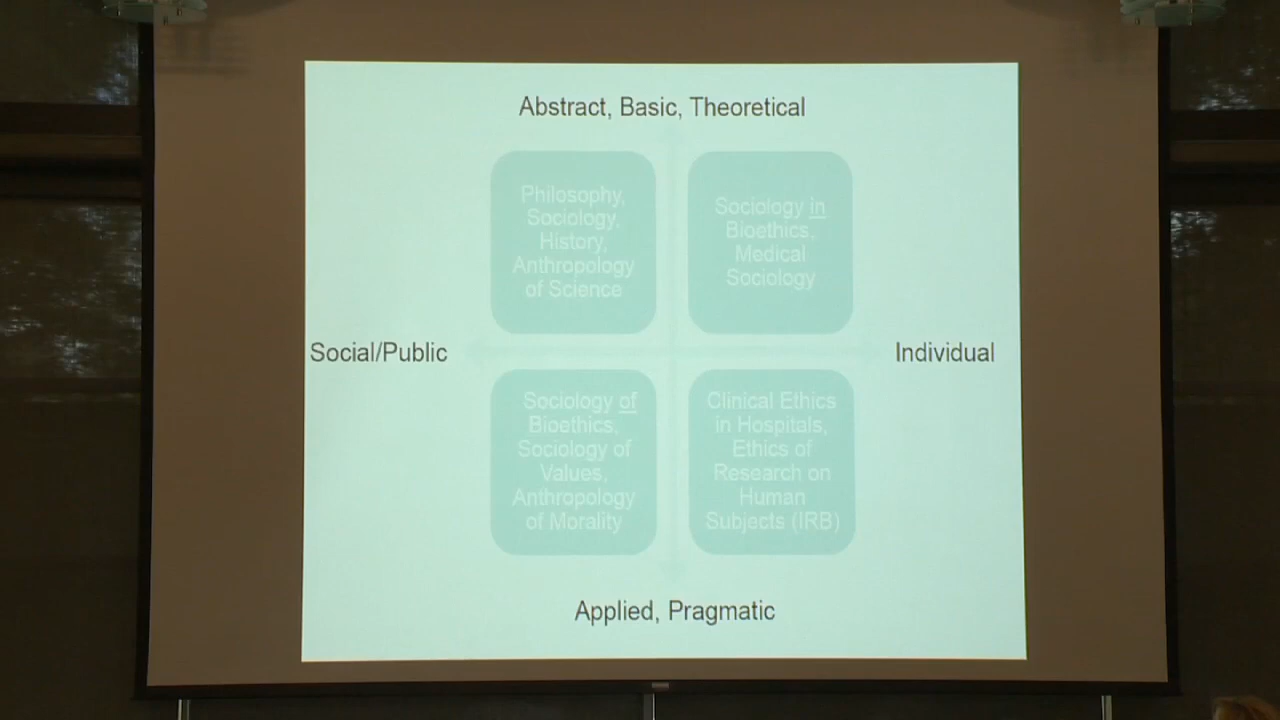 Abstract, Basic, Theoretical
Philosophy,
Sociology,
History,
Anthropology
of Science
Sociology in
Bioethics,
Medical
Sociology
Social/Public
Individual
Sociology of
Bioethics,
Sociology of
Values,
Anthropology
of Morality
Clinical Ethics
in Hospitals,
Ethics of
Research on
Human
Subjects (IRB)
Applied, Pragmatic